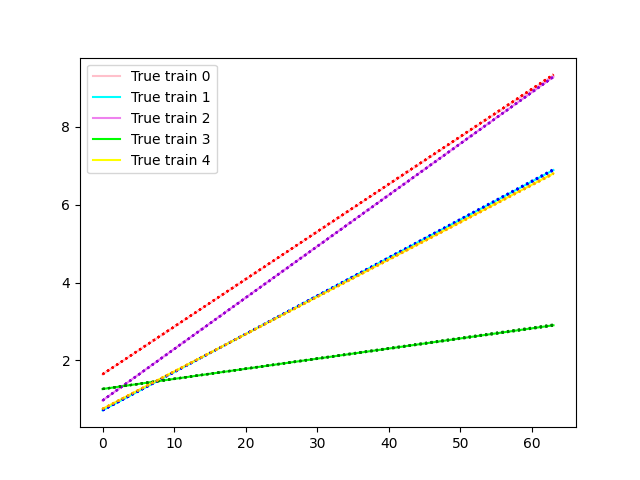 True train 0
True train 1
True train 2
True train 3
True train 4
8
6
4
2
0 10 20 30 40 50 60